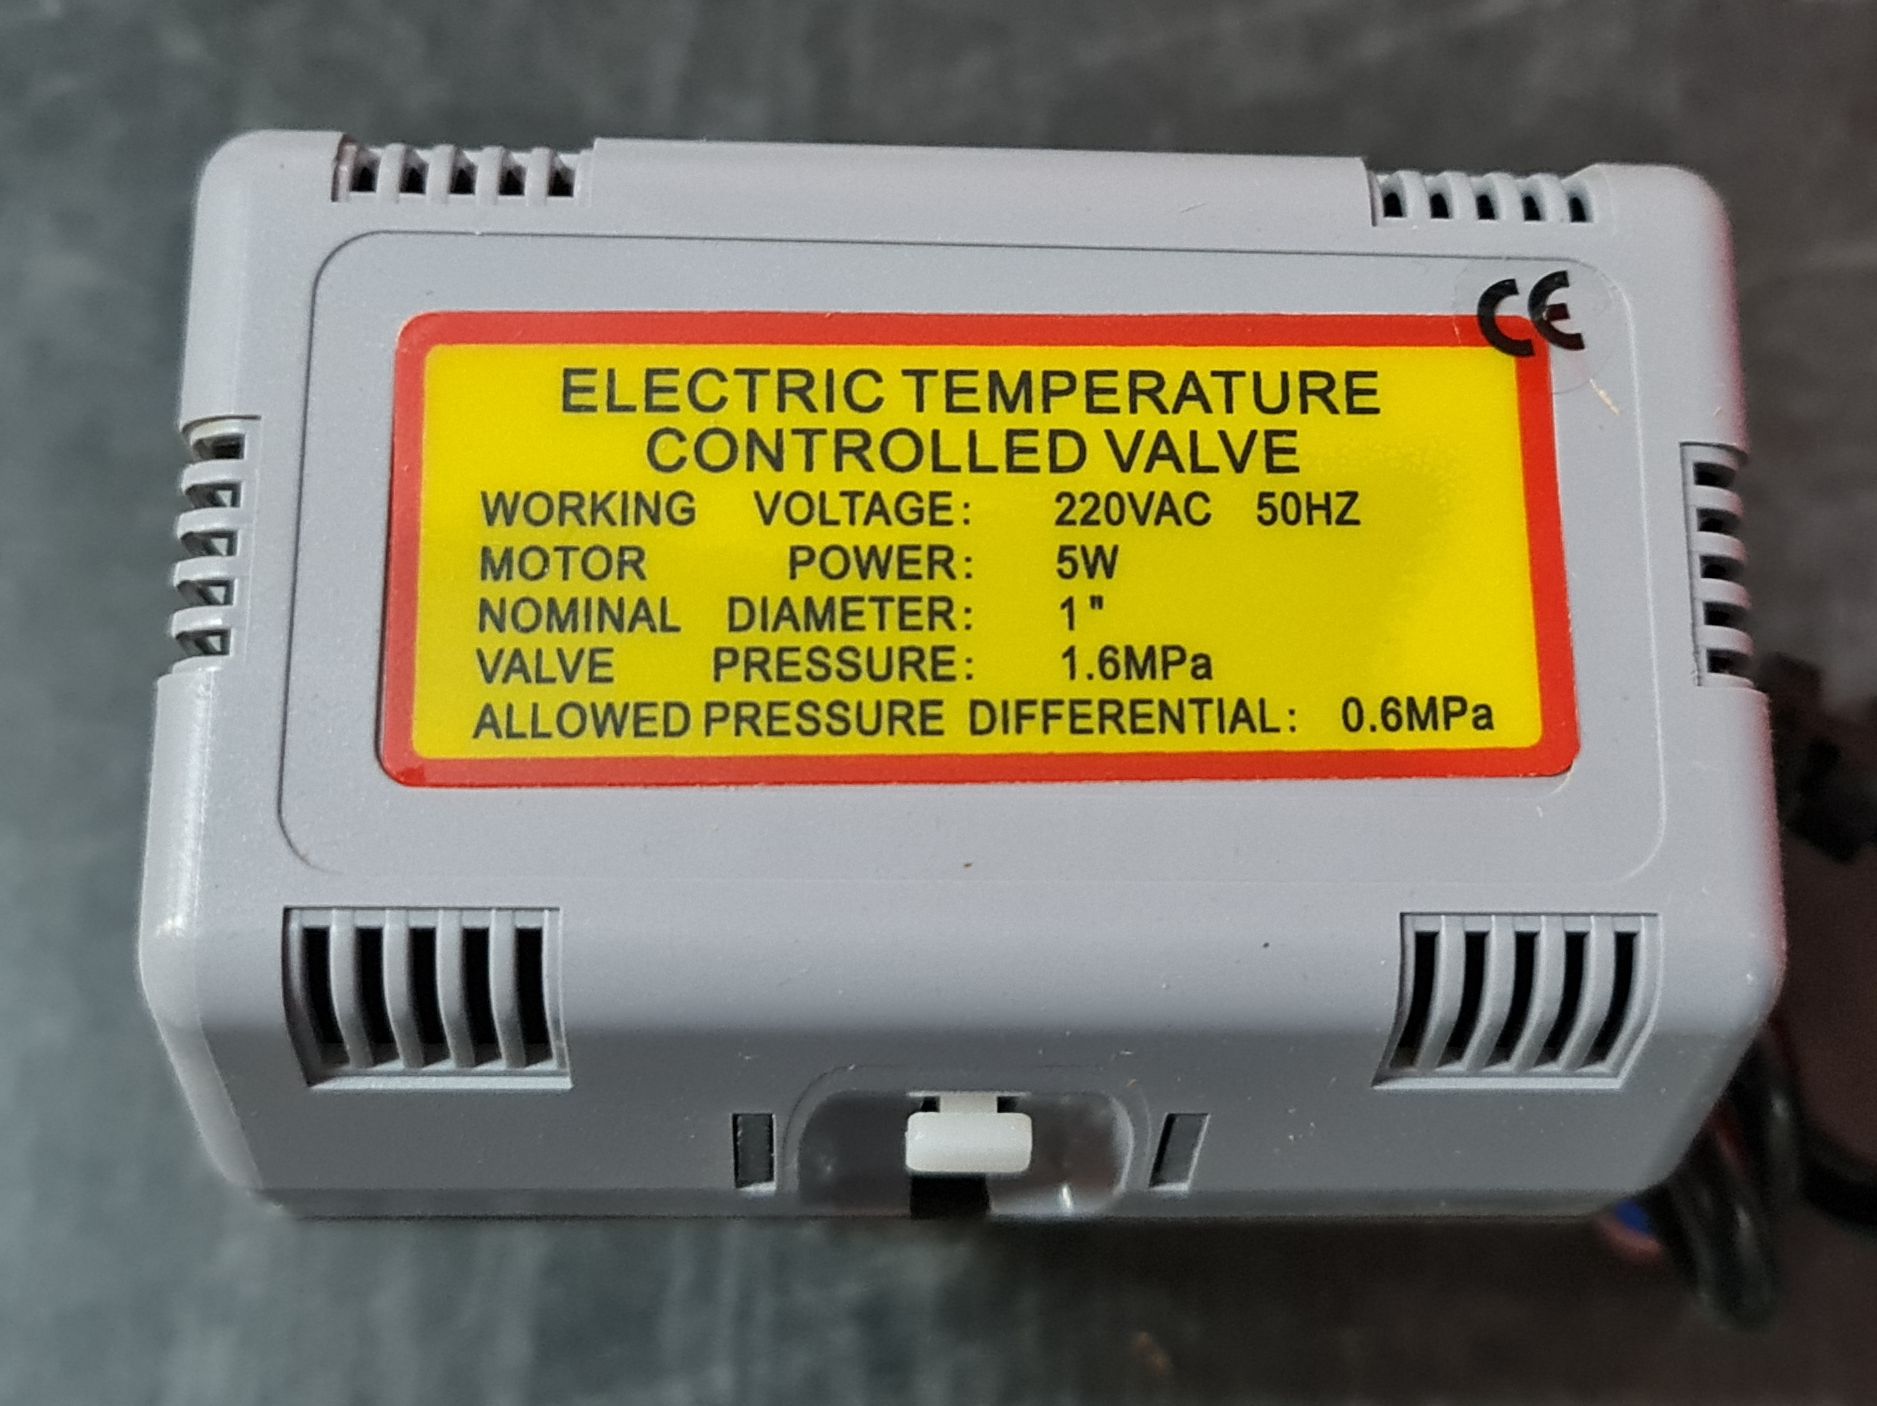 CE
ELECTRIC TEMPERATURE
CONTROLLED VALVE
WORKING VOLTAGE: 220VAC 50HZ
MOTOR POWER: 5W
NOMINAL DIAMETER: 1"
VALVE PRESSURE: 1.6MPa
ALLOWED PRESSURE DIFFERENTIAL: 0.6MPa